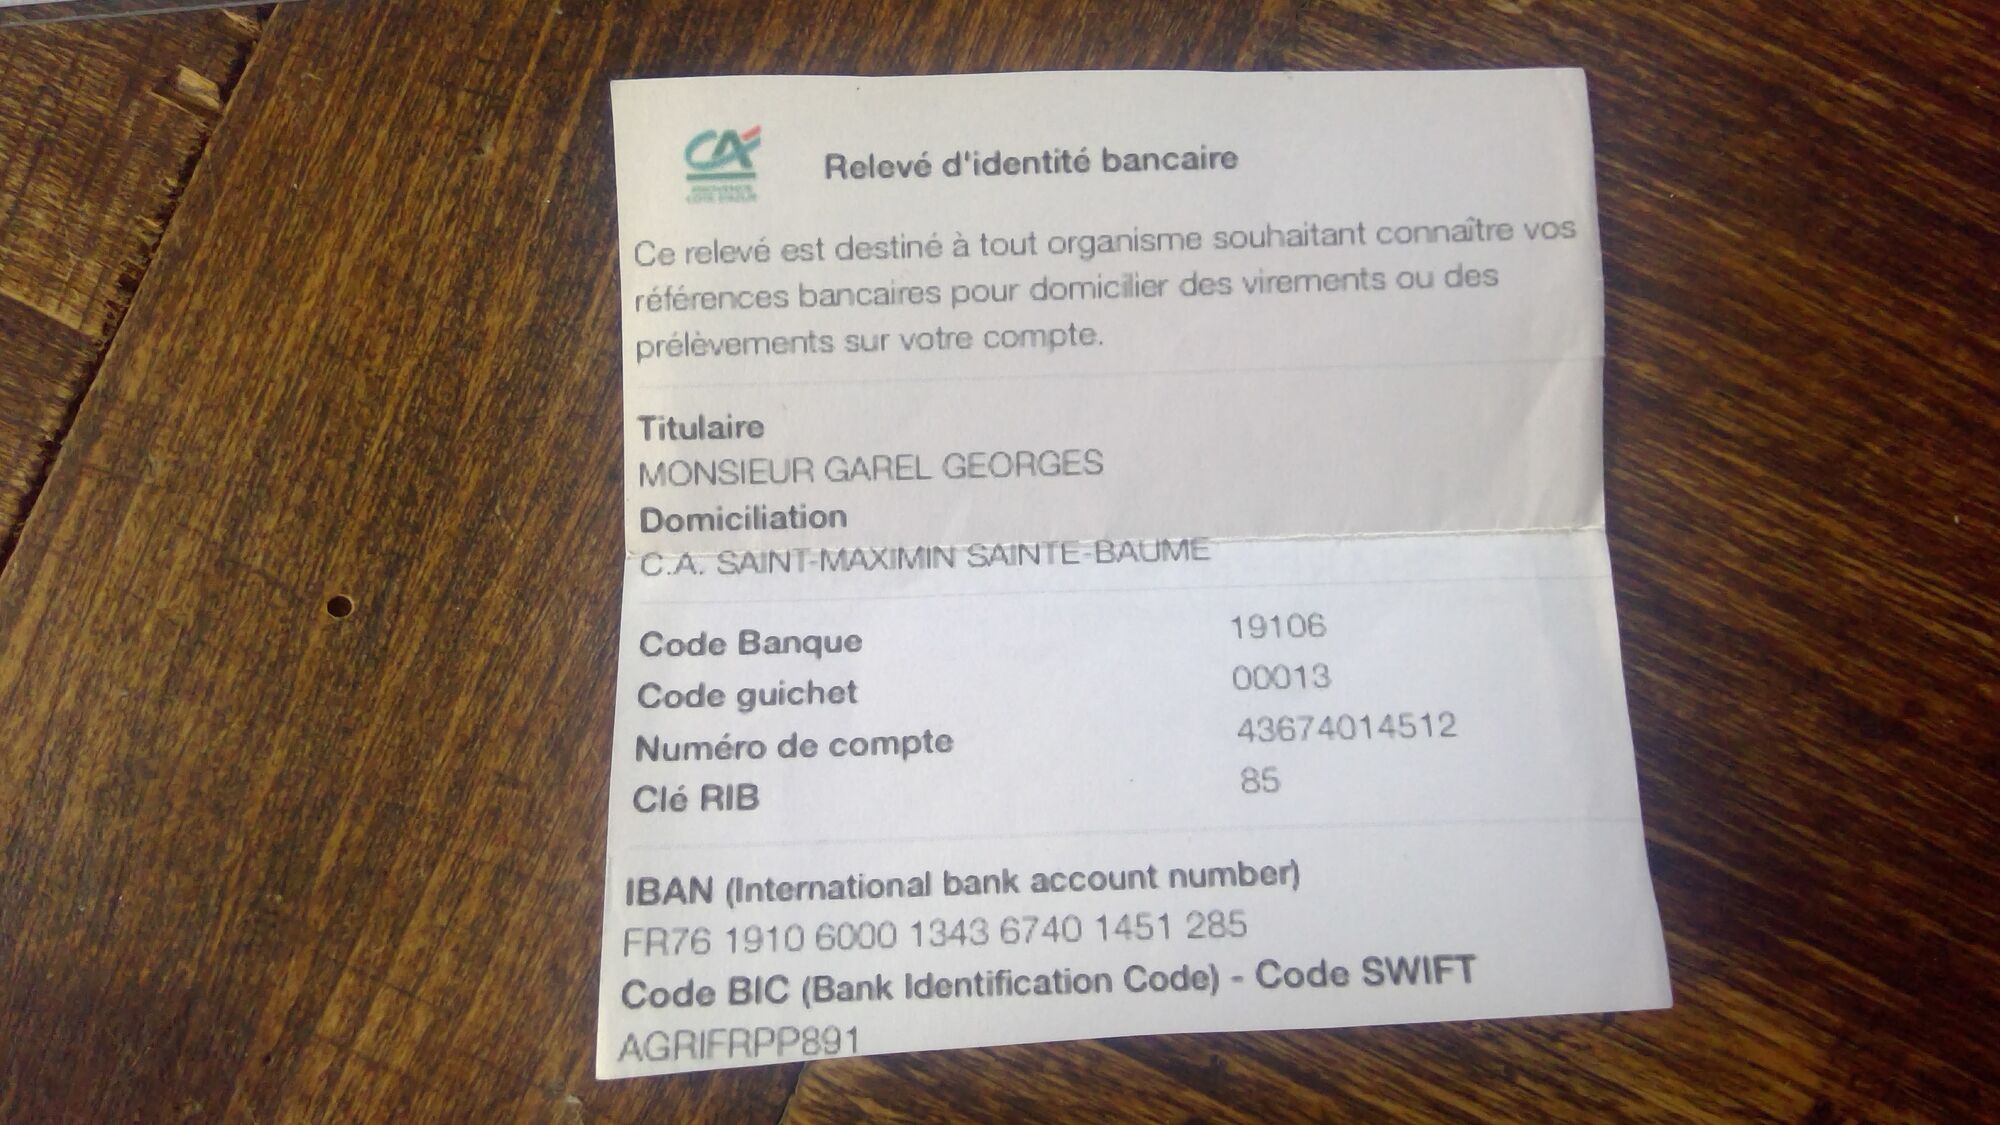 CA
PROVENCE
CÔTE D'AZUR
Relevé d'identité bancaire
Ce relevé est destiné à tout organisme souhaitant connaître vos
références bancaires pour domicilier des virements ou des
prélèvements sur votre compte.
Titulaire
MONSIEUR GAREL GEORGES
Domiciliation
C.A. SAINT-MAXIMIN SAINTE-BAUME
Code Banque 19106
Code guichet 00013
Numéro de compte 43674014512
Clé RIB 85
IBAN (International bank account number)
FR76 1910 6000 1343 6740 1451 285
Code BIC (Bank Identification Code) - Code SWIFT
AGRIFRPP891